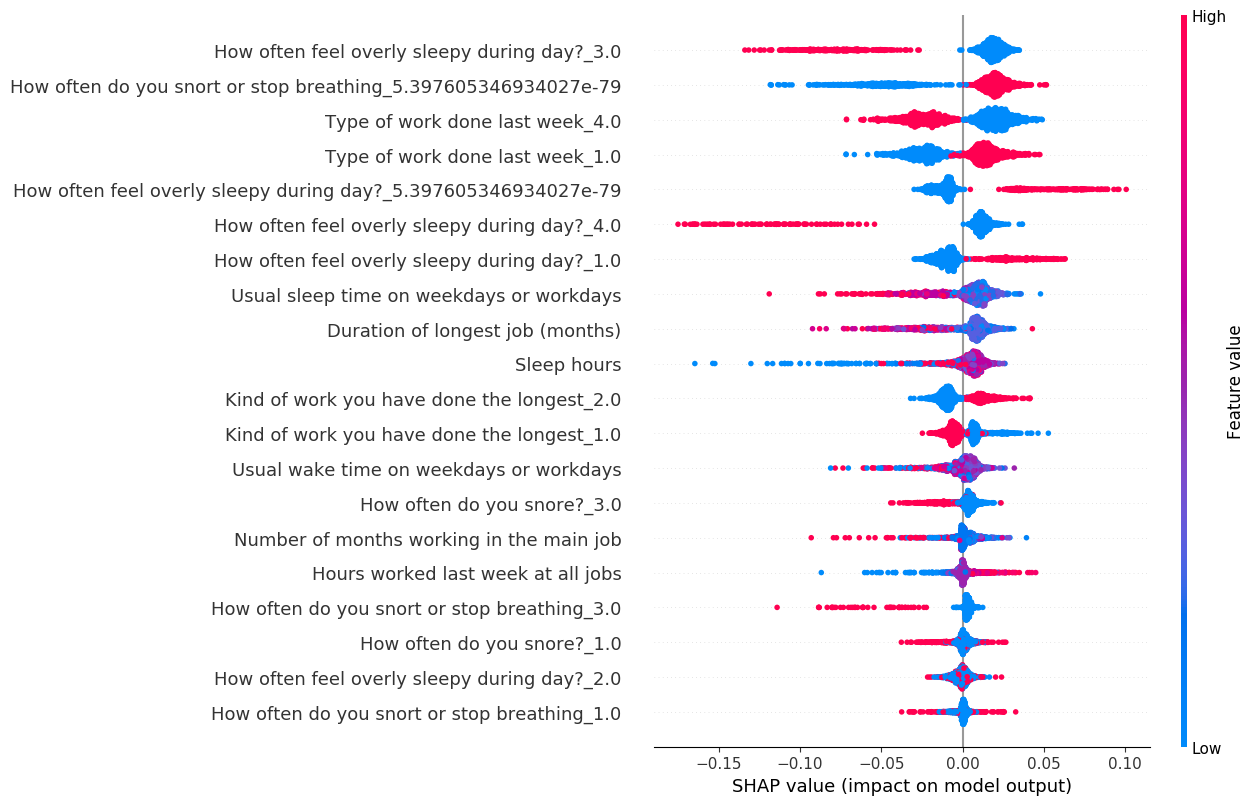 High
How often feel overly sleepy during day?_3.0
How often do you snort or stop breathing_5.397605346934027e-79
Type of work done last week_4.0
Type of work done last week_1.0
How often feel overly sleepy during day?_5.397605346934027e-79
How often feel overly sleepy during day?_4.0
How often feel overly sleepy during day?_1.0
Usual sleep time on weekdays or workdays
Duration of longest job (months)
Sleep hours
Kind of work you have done the longest_2.0
Kind of work you have done the longest_1.0
Usual wake time on weekdays or workdays
How often do you snore?_3.0
Number of months working in the main job
Hours worked last week at all jobs
How often do you snort or stop breathing_3.0
How often do you snore?_1.0
How often feel overly sleepy during day?_2.0
How often do you snort or stop breathing_1.0
Feature value
Low
−0.15 −0.10 −0.05 0.00 0.05 0.10
SHAP value (impact on model output)